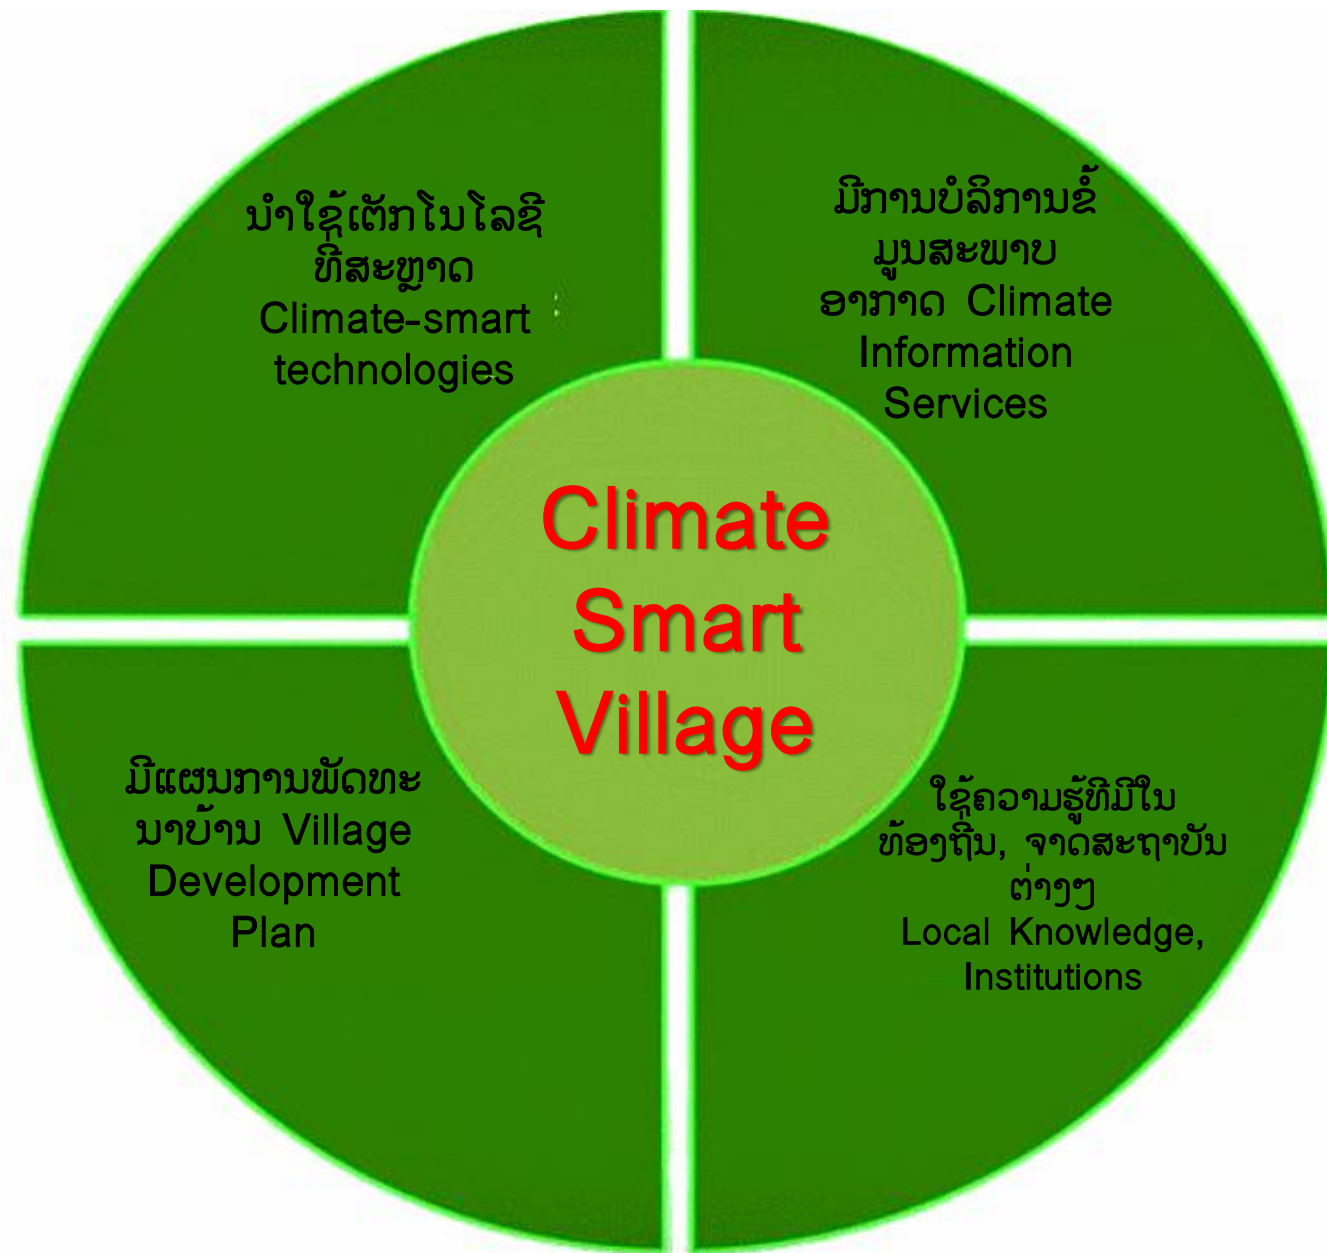 ນໍາໃຊ້ເຕັກໂນໂລຊີ
ທີ່ສະຫຼາດ
Climate-smart
technologies
ມີການບໍລິການຂໍ້
ມູນສະພາບ
ອາກາດ Climate
Information
Services
Climate
Smart
Village
ມີແຜນການພັດທະ
ນາບ້ານ Village
Development
Plan
ໃຊ້ຄວາມຮູ້ທີ່ມີໃນ
ທ້ອງຖິ່ນ, ຈາດສະຖາບັນ
ຕ່າງໆ
Local Knowledge,
Institutions